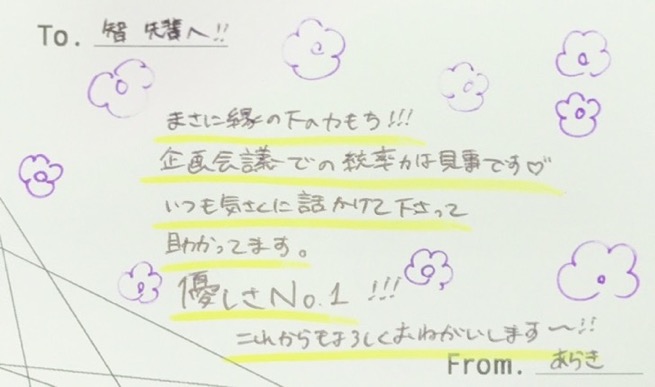 To. 智 先輩へ!!
まさに縁の下の力もち!!!
企画会議での統率力は見事です♡
いつも気さくに話かけて下さって
助かってます。
優しさNo.1 !!!
これからもよろしくおねがいします〜!!
From. あらき